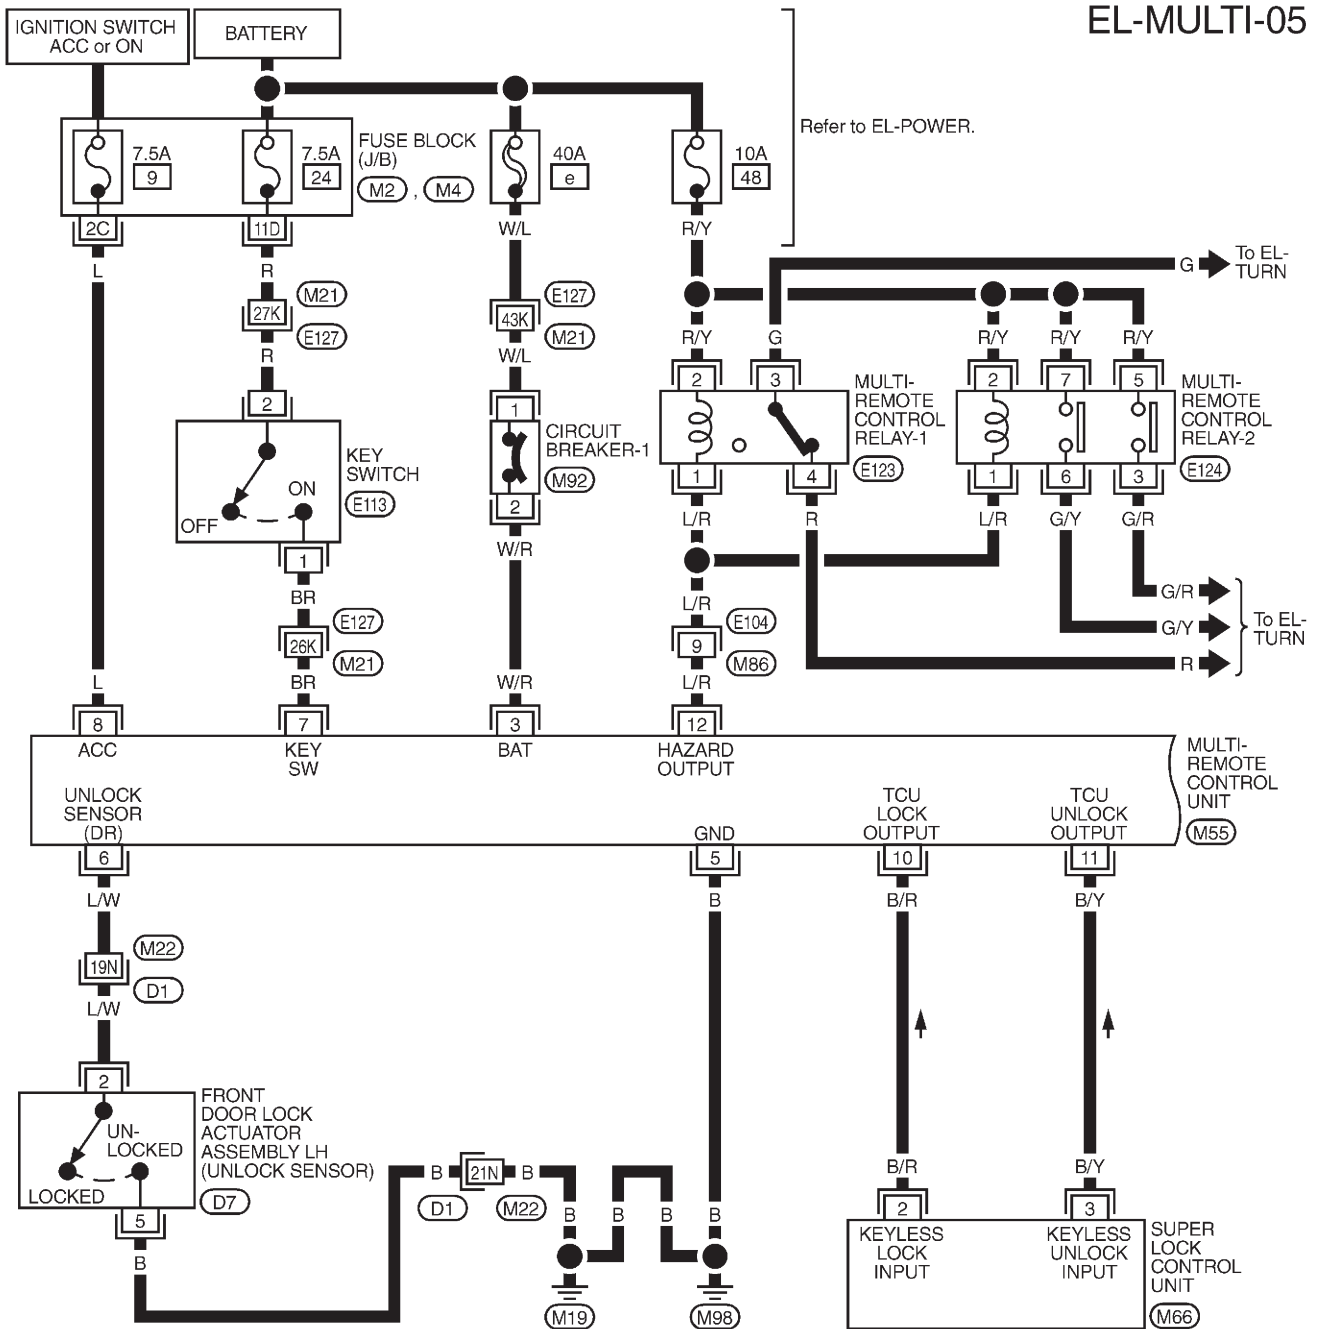 EL-MULTI-05
IGNITION SWITCH
ACC or ON
BATTERY
Refer to EL-POWER.
7.5A
9
7.5A
24
FUSE BLOCK
(J/B)
M2 , M4
40A
e
10A
48
2C
11D
W/L
R/Y
L
R
G
To EL-
TURN
M21
27K
E127
E127
43K
M21
R
W/L
R/Y
G
R/Y
R/Y
R/Y
2
1
2
3
2
7
5
MULTI-
REMOTE
CONTROL
RELAY-1
E123
MULTI-
REMOTE
CONTROL
RELAY-2
E124
CIRCUIT
BREAKER-1
M92
KEY
SWITCH
E113
ON
OFF
2
1
4
1
6
3
W/R
L/R
R
L/R
G/Y
G/R
1
BR
G/R
G/Y
R
To EL-
TURN
E127
26K
M21
L/R
E104
9
M86
L
BR
W/R
L/R
8
7
3
12
ACC
KEY
SW
BAT
HAZARD
OUTPUT
MULTI-
REMOTE
CONTROL
UNIT
M55
UNLOCK
SENSOR
(DR)
GND
TCU
LOCK
OUTPUT
TCU
UNLOCK
OUTPUT
6
5
10
11
L/W
B
B/R
B/Y
M22
19N
D1
L/W
2
FRONT
DOOR LOCK
ACTUATOR
ASSEMBLY LH
(UNLOCK SENSOR)
D7
UN-
LOCKED
LOCKED
5
B
B
21N
B
D1
M22
B
B
B
B
M19
M98
B/R
B/Y
2
3
KEYLESS
LOCK
INPUT
KEYLESS
UNLOCK
INPUT
SUPER
LOCK
CONTROL
UNIT
M66